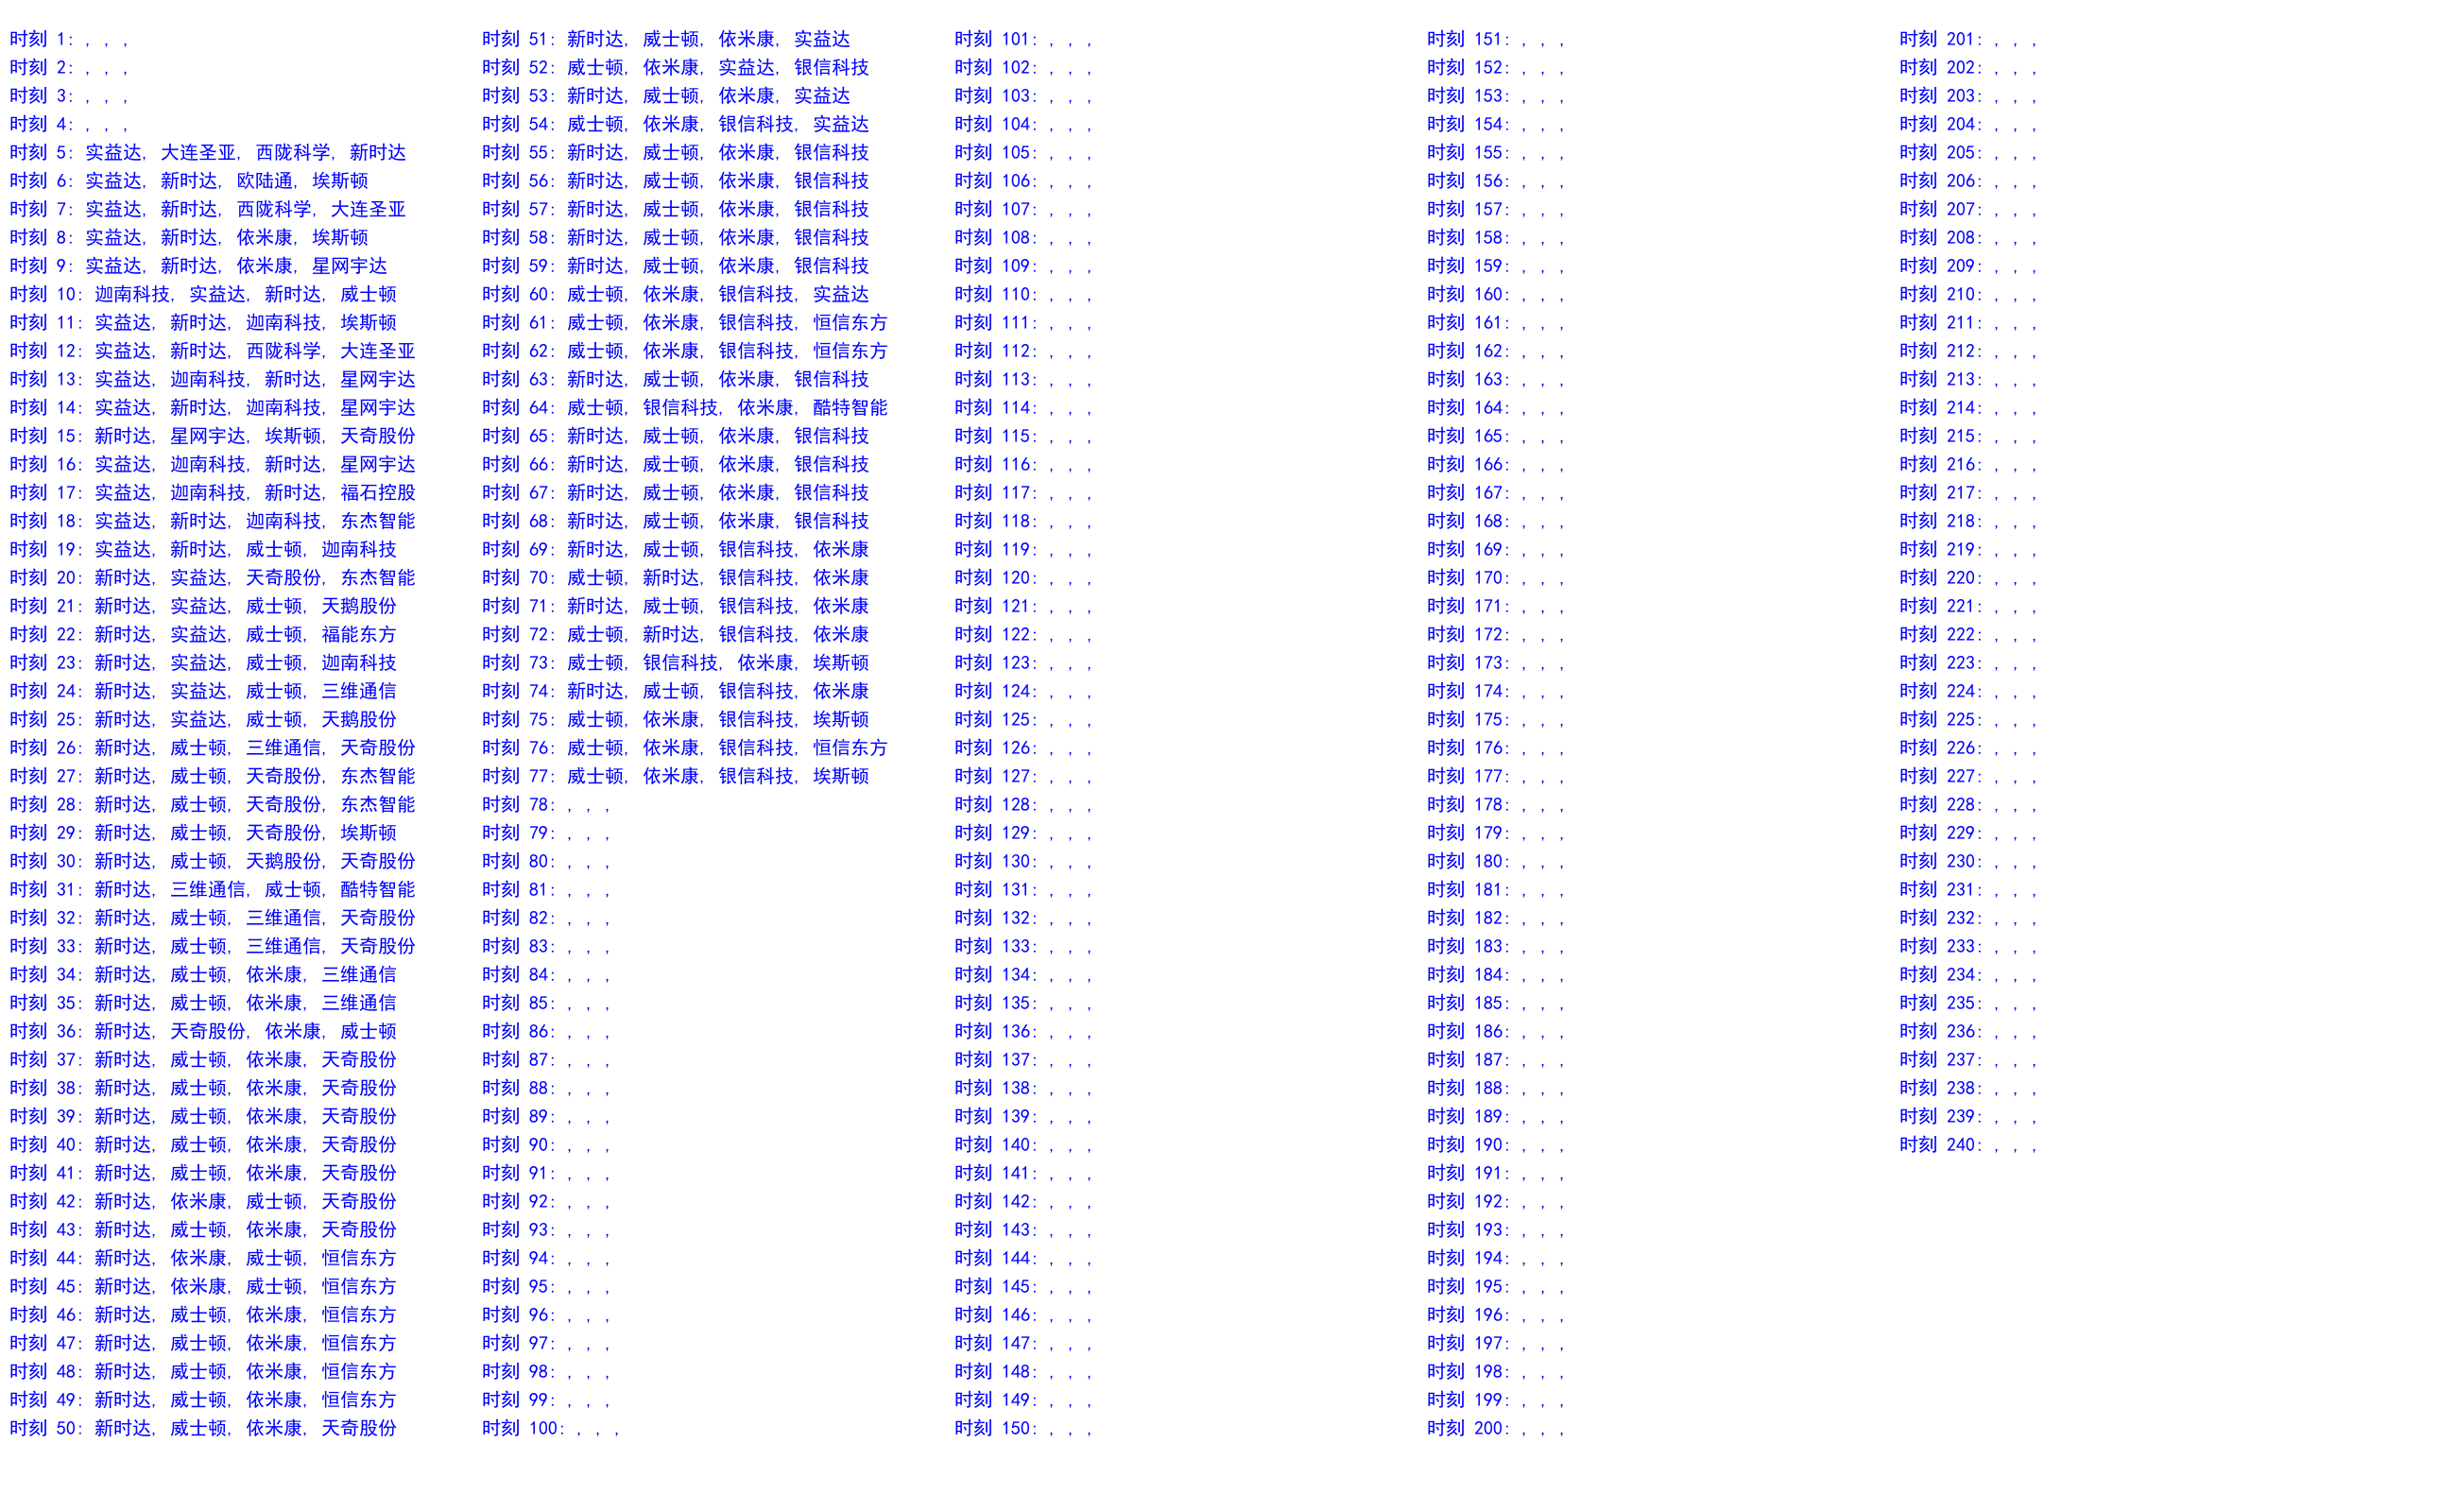 时刻 1: , , ,
时刻 2: , , ,
时刻 3: , , ,
时刻 4: , , ,
时刻 5: 实益达, 大连圣亚, 西陇科学, 新时达
时刻 6: 实益达, 新时达, 欧陆通, 埃斯顿
时刻 7: 实益达, 新时达, 西陇科学, 大连圣亚
时刻 8: 实益达, 新时达, 依米康, 埃斯顿
时刻 9: 实益达, 新时达, 依米康, 星网宇达
时刻 10: 迦南科技, 实益达, 新时达, 威士顿
时刻 11: 实益达, 新时达, 迦南科技, 埃斯顿
时刻 12: 实益达, 新时达, 西陇科学, 大连圣亚
时刻 13: 实益达, 迦南科技, 新时达, 星网宇达
时刻 14: 实益达, 新时达, 迦南科技, 星网宇达
时刻 15: 新时达, 星网宇达, 埃斯顿, 天奇股份
时刻 16: 实益达, 迦南科技, 新时达, 星网宇达
时刻 17: 实益达, 迦南科技, 新时达, 福石控股
时刻 18: 实益达, 新时达, 迦南科技, 东杰智能
时刻 19: 实益达, 新时达, 威士顿, 迦南科技
时刻 20: 新时达, 实益达, 天奇股份, 东杰智能
时刻 21: 新时达, 实益达, 威士顿, 天鹅股份
时刻 22: 新时达, 实益达, 威士顿, 福能东方
时刻 23: 新时达, 实益达, 威士顿, 迦南科技
时刻 24: 新时达, 实益达, 威士顿, 三维通信
时刻 25: 新时达, 实益达, 威士顿, 天鹅股份
时刻 26: 新时达, 威士顿, 三维通信, 天奇股份
时刻 27: 新时达, 威士顿, 天奇股份, 东杰智能
时刻 28: 新时达, 威士顿, 天奇股份, 东杰智能
时刻 29: 新时达, 威士顿, 天奇股份, 埃斯顿
时刻 30: 新时达, 威士顿, 天鹅股份, 天奇股份
时刻 31: 新时达, 三维通信, 威士顿, 酷特智能
时刻 32: 新时达, 威士顿, 三维通信, 天奇股份
时刻 33: 新时达, 威士顿, 三维通信, 天奇股份
时刻 34: 新时达, 威士顿, 依米康, 三维通信
时刻 35: 新时达, 威士顿, 依米康, 三维通信
时刻 36: 新时达, 天奇股份, 依米康, 威士顿
时刻 37: 新时达, 威士顿, 依米康, 天奇股份
时刻 38: 新时达, 威士顿, 依米康, 天奇股份
时刻 39: 新时达, 威士顿, 依米康, 天奇股份
时刻 40: 新时达, 威士顿, 依米康, 天奇股份
时刻 41: 新时达, 威士顿, 依米康, 天奇股份
时刻 42: 新时达, 依米康, 威士顿, 天奇股份
时刻 43: 新时达, 威士顿, 依米康, 天奇股份
时刻 44: 新时达, 依米康, 威士顿, 恒信东方
时刻 45: 新时达, 依米康, 威士顿, 恒信东方
时刻 46: 新时达, 威士顿, 依米康, 恒信东方
时刻 47: 新时达, 威士顿, 依米康, 恒信东方
时刻 48: 新时达, 威士顿, 依米康, 恒信东方
时刻 49: 新时达, 威士顿, 依米康, 恒信东方
时刻 50: 新时达, 威士顿, 依米康, 天奇股份
时刻 51: 新时达, 威士顿, 依米康, 实益达
时刻 52: 威士顿, 依米康, 实益达, 银信科技
时刻 53: 新时达, 威士顿, 依米康, 实益达
时刻 54: 威士顿, 依米康, 银信科技, 实益达
时刻 55: 新时达, 威士顿, 依米康, 银信科技
时刻 56: 新时达, 威士顿, 依米康, 银信科技
时刻 57: 新时达, 威士顿, 依米康, 银信科技
时刻 58: 新时达, 威士顿, 依米康, 银信科技
时刻 59: 新时达, 威士顿, 依米康, 银信科技
时刻 60: 威士顿, 依米康, 银信科技, 实益达
时刻 61: 威士顿, 依米康, 银信科技, 恒信东方
时刻 62: 威士顿, 依米康, 银信科技, 恒信东方
时刻 63: 新时达, 威士顿, 依米康, 银信科技
时刻 64: 威士顿, 银信科技, 依米康, 酷特智能
时刻 65: 新时达, 威士顿, 依米康, 银信科技
时刻 66: 新时达, 威士顿, 依米康, 银信科技
时刻 67: 新时达, 威士顿, 依米康, 银信科技
时刻 68: 新时达, 威士顿, 依米康, 银信科技
时刻 69: 新时达, 威士顿, 银信科技, 依米康
时刻 70: 威士顿, 新时达, 银信科技, 依米康
时刻 71: 新时达, 威士顿, 银信科技, 依米康
时刻 72: 威士顿, 新时达, 银信科技, 依米康
时刻 73: 威士顿, 银信科技, 依米康, 埃斯顿
时刻 74: 新时达, 威士顿, 银信科技, 依米康
时刻 75: 威士顿, 依米康, 银信科技, 埃斯顿
时刻 76: 威士顿, 依米康, 银信科技, 恒信东方
时刻 77: 威士顿, 依米康, 银信科技, 埃斯顿
时刻 78: , , ,
时刻 79: , , ,
时刻 80: , , ,
时刻 81: , , ,
时刻 82: , , ,
时刻 83: , , ,
时刻 84: , , ,
时刻 85: , , ,
时刻 86: , , ,
时刻 87: , , ,
时刻 88: , , ,
时刻 89: , , ,
时刻 90: , , ,
时刻 91: , , ,
时刻 92: , , ,
时刻 93: , , ,
时刻 94: , , ,
时刻 95: , , ,
时刻 96: , , ,
时刻 97: , , ,
时刻 98: , , ,
时刻 99: , , ,
时刻 100: , , ,
时刻 101: , , ,
时刻 102: , , ,
时刻 103: , , ,
时刻 104: , , ,
时刻 105: , , ,
时刻 106: , , ,
时刻 107: , , ,
时刻 108: , , ,
时刻 109: , , ,
时刻 110: , , ,
时刻 111: , , ,
时刻 112: , , ,
时刻 113: , , ,
时刻 114: , , ,
时刻 115: , , ,
时刻 116: , , ,
时刻 117: , , ,
时刻 118: , , ,
时刻 119: , , ,
时刻 120: , , ,
时刻 121: , , ,
时刻 122: , , ,
时刻 123: , , ,
时刻 124: , , ,
时刻 125: , , ,
时刻 126: , , ,
时刻 127: , , ,
时刻 128: , , ,
时刻 129: , , ,
时刻 130: , , ,
时刻 131: , , ,
时刻 132: , , ,
时刻 133: , , ,
时刻 134: , , ,
时刻 135: , , ,
时刻 136: , , ,
时刻 137: , , ,
时刻 138: , , ,
时刻 139: , , ,
时刻 140: , , ,
时刻 141: , , ,
时刻 142: , , ,
时刻 143: , , ,
时刻 144: , , ,
时刻 145: , , ,
时刻 146: , , ,
时刻 147: , , ,
时刻 148: , , ,
时刻 149: , , ,
时刻 150: , , ,
时刻 151: , , ,
时刻 152: , , ,
时刻 153: , , ,
时刻 154: , , ,
时刻 155: , , ,
时刻 156: , , ,
时刻 157: , , ,
时刻 158: , , ,
时刻 159: , , ,
时刻 160: , , ,
时刻 161: , , ,
时刻 162: , , ,
时刻 163: , , ,
时刻 164: , , ,
时刻 165: , , ,
时刻 166: , , ,
时刻 167: , , ,
时刻 168: , , ,
时刻 169: , , ,
时刻 170: , , ,
时刻 171: , , ,
时刻 172: , , ,
时刻 173: , , ,
时刻 174: , , ,
时刻 175: , , ,
时刻 176: , , ,
时刻 177: , , ,
时刻 178: , , ,
时刻 179: , , ,
时刻 180: , , ,
时刻 181: , , ,
时刻 182: , , ,
时刻 183: , , ,
时刻 184: , , ,
时刻 185: , , ,
时刻 186: , , ,
时刻 187: , , ,
时刻 188: , , ,
时刻 189: , , ,
时刻 190: , , ,
时刻 191: , , ,
时刻 192: , , ,
时刻 193: , , ,
时刻 194: , , ,
时刻 195: , , ,
时刻 196: , , ,
时刻 197: , , ,
时刻 198: , , ,
时刻 199: , , ,
时刻 200: , , ,
时刻 201: , , ,
时刻 202: , , ,
时刻 203: , , ,
时刻 204: , , ,
时刻 205: , , ,
时刻 206: , , ,
时刻 207: , , ,
时刻 208: , , ,
时刻 209: , , ,
时刻 210: , , ,
时刻 211: , , ,
时刻 212: , , ,
时刻 213: , , ,
时刻 214: , , ,
时刻 215: , , ,
时刻 216: , , ,
时刻 217: , , ,
时刻 218: , , ,
时刻 219: , , ,
时刻 220: , , ,
时刻 221: , , ,
时刻 222: , , ,
时刻 223: , , ,
时刻 224: , , ,
时刻 225: , , ,
时刻 226: , , ,
时刻 227: , , ,
时刻 228: , , ,
时刻 229: , , ,
时刻 230: , , ,
时刻 231: , , ,
时刻 232: , , ,
时刻 233: , , ,
时刻 234: , , ,
时刻 235: , , ,
时刻 236: , , ,
时刻 237: , , ,
时刻 238: , , ,
时刻 239: , , ,
时刻 240: , , ,